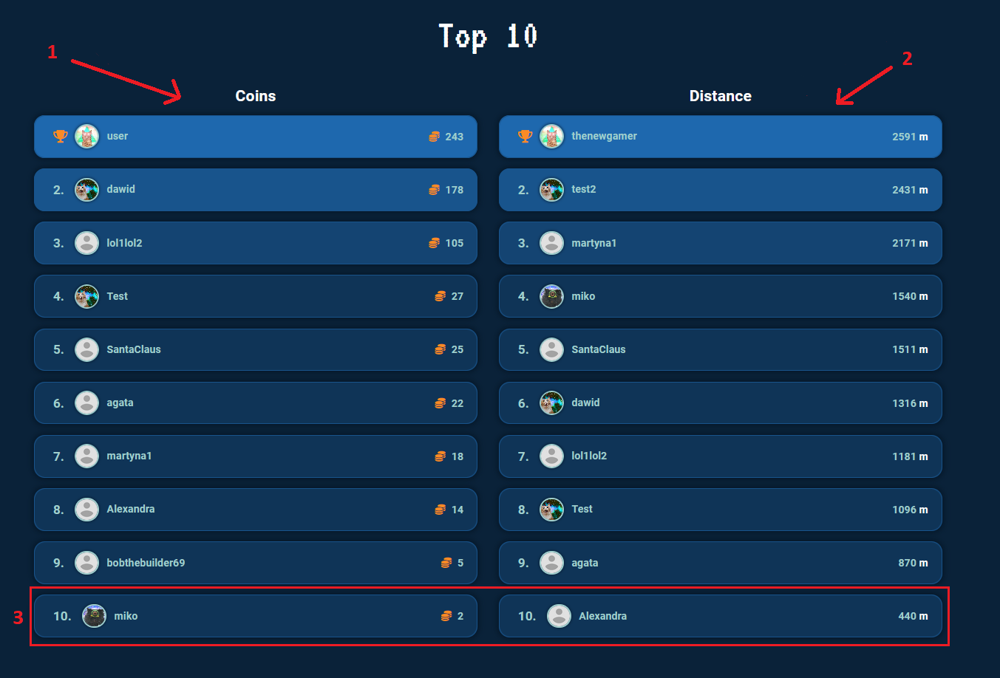 Top 10
1
2
Coins
Distance
user 243
thenewgamer 2591 m
2. dawid 178
2. test2 2431 m
3. lol1lol2 105
3. martyna1 2171 m
4. Test 27
4. miko 1540 m
5. SantaClaus 25
5. SantaClaus 1511 m
6. agata 22
6. dawid 1316 m
7. martyna1 18
7. lol1lol2 1181 m
8. Alexandra 14
8. Test 1096 m
9. bobthebuilder69 5
9. agata 870 m
3
10. miko 2
10. Alexandra 440 m